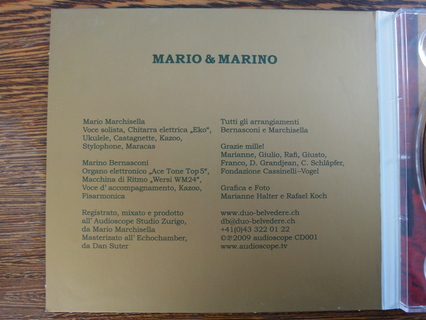 MARIO & MARINO
Mario Marchisella
Voce solista, Chitarra elettrica „Eko“,
Ukulele, Castagnette, Kazoo,
Stylophone, Maracas
Marino Bernasconi
Organo elettronico „Ace Tone Top 5“,
Macchina di Ritmo „Wersi WM24“,
Voce d' accompagnamento, Kazoo,
Fisarmonica
Registrato, mixato e prodotto
all' Audioscope Studio Zurigo,
da Mario Marchisella
Masterizato all' Echochamber,
da Dan Suter
Tutti gli arrangiamenti
Bernasconi e Marchisella
Grazie mille!
Marianne, Giulio, Rafi, Giusto,
Franco, D. Grandjean, C. Schläpfer,
Fondazione Cassinelli-Vogel
Grafica e Foto
Marianne Halter e Rafael Koch
www.duo-belvedere.ch
db@duo-belvedere.ch
+41(0)43 322 01 22
©℗2009 audioscope CD001
www.audioscope.tv